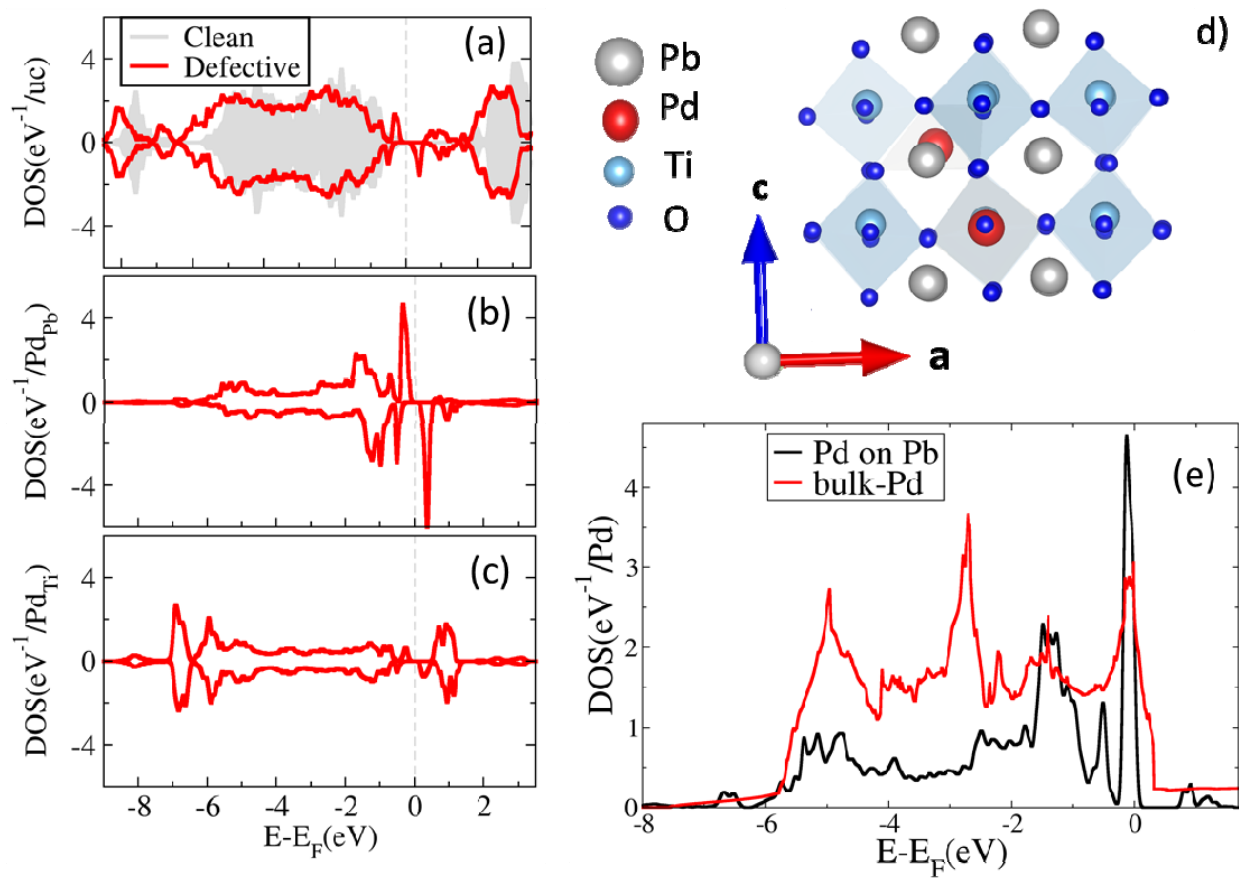 (a)
Clean
Defective
DOS(eV⁻¹/uc)
4
0
-4
(b)
DOS(eV⁻¹/Pd_Pb)
4
0
-4
(c)
DOS(eV⁻¹/Pd_Ti)
4
0
-4
-8 -6 -4 -2 0 2
E-E_F(eV)
d)
Pb
Pd
Ti
O
c
a
(e)
Pd on Pb
bulk-Pd
DOS(eV⁻¹/Pd)
4
3
2
1
0
-8 -6 -4 -2 0
E-E_F(eV)